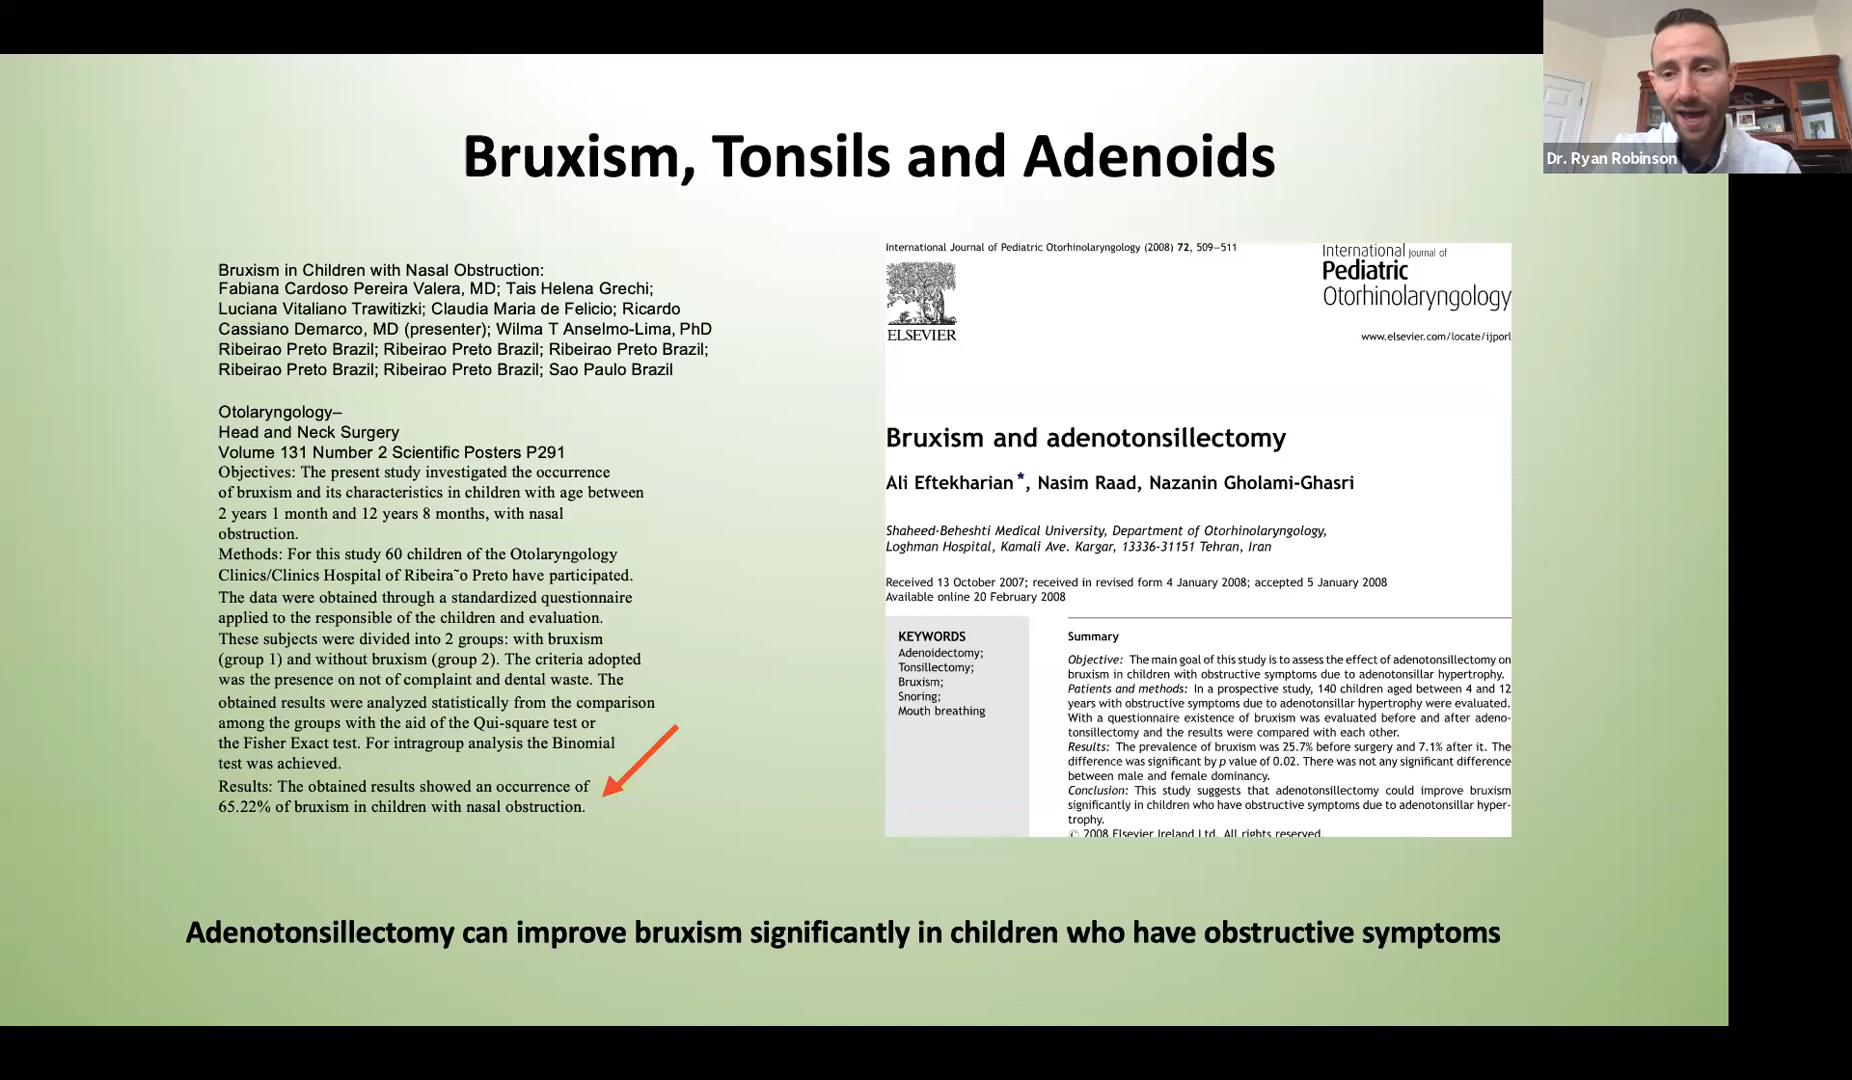 Dr. Ryan Robinson
Bruxism, Tonsils and Adenoids
Bruxism in Children with Nasal Obstruction:
Fabiana Cardoso Pereira Valera, MD; Tais Helena Grechi;
Luciana Vitaliano Trawitizki; Claudia Maria de Felicio; Ricardo
Cassiano Demarco, MD (presenter); Wilma T Anselmo-Lima, PhD
Ribeirao Preto Brazil; Ribeirao Preto Brazil; Ribeirao Preto Brazil;
Ribeirao Preto Brazil; Ribeirao Preto Brazil; Sao Paulo Brazil
Otolaryngology–
Head and Neck Surgery
Volume 131 Number 2 Scientific Posters P291
Objectives: The present study investigated the occurrence
of bruxism and its characteristics in children with age between
2 years 1 month and 12 years 8 months, with nasal
obstruction.
Methods: For this study 60 children of the Otolaryngology
Clinics/Clinics Hospital of Ribeira˜o Preto have participated.
The data were obtained through a standardized questionnaire
applied to the responsible of the children and evaluation.
These subjects were divided into 2 groups: with bruxism
(group 1) and without bruxism (group 2). The criteria adopted
was the presence on not of complaint and dental waste. The
obtained results were analyzed statistically from the comparison
among the groups with the aid of the Qui-square test or
the Fisher Exact test. For intragroup analysis the Binomial
test was achieved.
Results: The obtained results showed an occurrence of
65.22% of bruxism in children with nasal obstruction.
International Journal of Pediatric Otorhinolaryngology (2008) 72, 509–511
ELSEVIER
International Journal of
Pediatric
Otorhinolaryngology
www.elsevier.com/locate/ijporl
Bruxism and adenotonsillectomy
Ali Eftekharian *, Nasim Raad, Nazanin Gholami-Ghasri
Shaheed-Beheshti Medical University, Department of Otorhinolaryngology,
Loghman Hospital, Kamali Ave. Kargar, 13336-31151 Tehran, Iran
Received 13 October 2007; received in revised form 4 January 2008; accepted 5 January 2008
Available online 20 February 2008
KEYWORDS
Adenoidectomy;
Tonsillectomy;
Bruxism;
Snoring;
Mouth breathing
Summary
Objective: The main goal of this study is to assess the effect of adenotonsillectomy on
bruxism in children with obstructive symptoms due to adenotonsillar hypertrophy.
Patients and methods: In a prospective study, 140 children aged between 4 and 12
years with obstructive symptoms due to adenotonsillar hypertrophy were evaluated.
With a questionnaire existence of bruxism was evaluated before and after adeno-
tonsillectomy and the results were compared with each other.
Results: The prevalence of bruxism was 25.7% before surgery and 7.1% after it. The
difference was significant by p value of 0.02. There was not any significant difference
between male and female dominancy.
Conclusion: This study suggests that adenotonsillectomy could improve bruxism
significantly in children who have obstructive symptoms due to adenotonsillar hyper-
trophy.
© 2008 Elsevier Ireland Ltd. All rights reserved.
Adenotonsillectomy can improve bruxism significantly in children who have obstructive symptoms